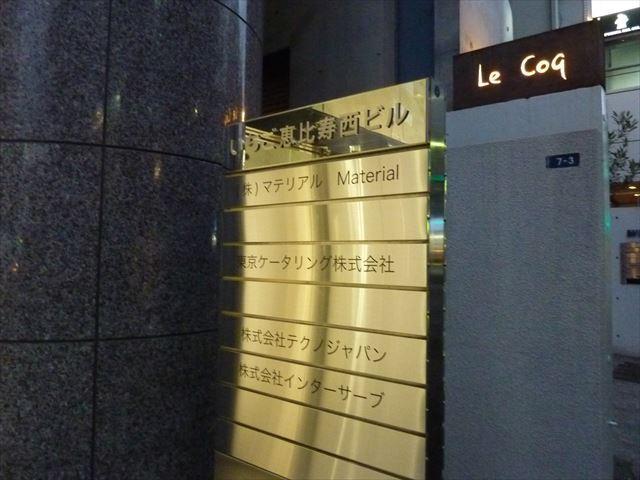 いちご恵比寿西ビル
(株)マテリアル Material
東京ケータリング株式会社
株式会社テクノジャパン
株式会社インターサーブ
Le Coq
7-3